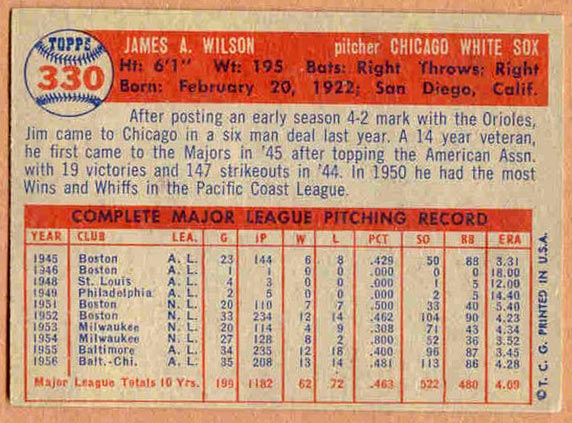 TOPPS
330
JAMES A. WILSON pitcher CHICAGO WHITE SOX
Ht: 6'1" Wt: 195 Bats: Right Throws: Right
Born: February 20, 1922; San Diego, Calif.
After posting an early season 4-2 mark with the Orioles,
Jim came to Chicago in a six man deal last year. A 14 year veteran,
he first came to the Majors in '45 after topping the American Assn.
with 19 victories and 147 strikeouts in '44. In 1950 he had the most
Wins and Whiffs in the Pacific Coast League.
COMPLETE MAJOR LEAGUE PITCHING RECORD
YEAR CLUB LEA. G IP W L PCT SO BB ERA
1945 Boston A. L. 23 144 6 8 .429 50 88 3.31
1946 Boston A. L. 1 1 0 0 .000 0 0 18.00
1948 St. Louis A. L. 4 3 0 0 .000 1 5 12.00
1949 Philadelphia A. L. 2 5 0 0 .000 2 5 14.40
1951 Boston N. L. 20 110 7 7 .500 33 40 5.40
1952 Boston N. L. 33 234 12 14 .462 104 90 4.23
1953 Milwaukee N. L. 20 114 4 9 .308 71 43 4.34
1954 Milwaukee N. L. 27 128 8 2 .800 52 36 3.52
1955 Baltimore A. L. 34 235 12 18 .400 96 87 3.45
1956 Balt.-Chi. A. L. 35 208 13 14 .481 113 86 4.28
Major League Totals 10 Yrs. 199 1182 62 72 .463 522 480 4.09
©T. C. G. PRINTED IN U.S.A.